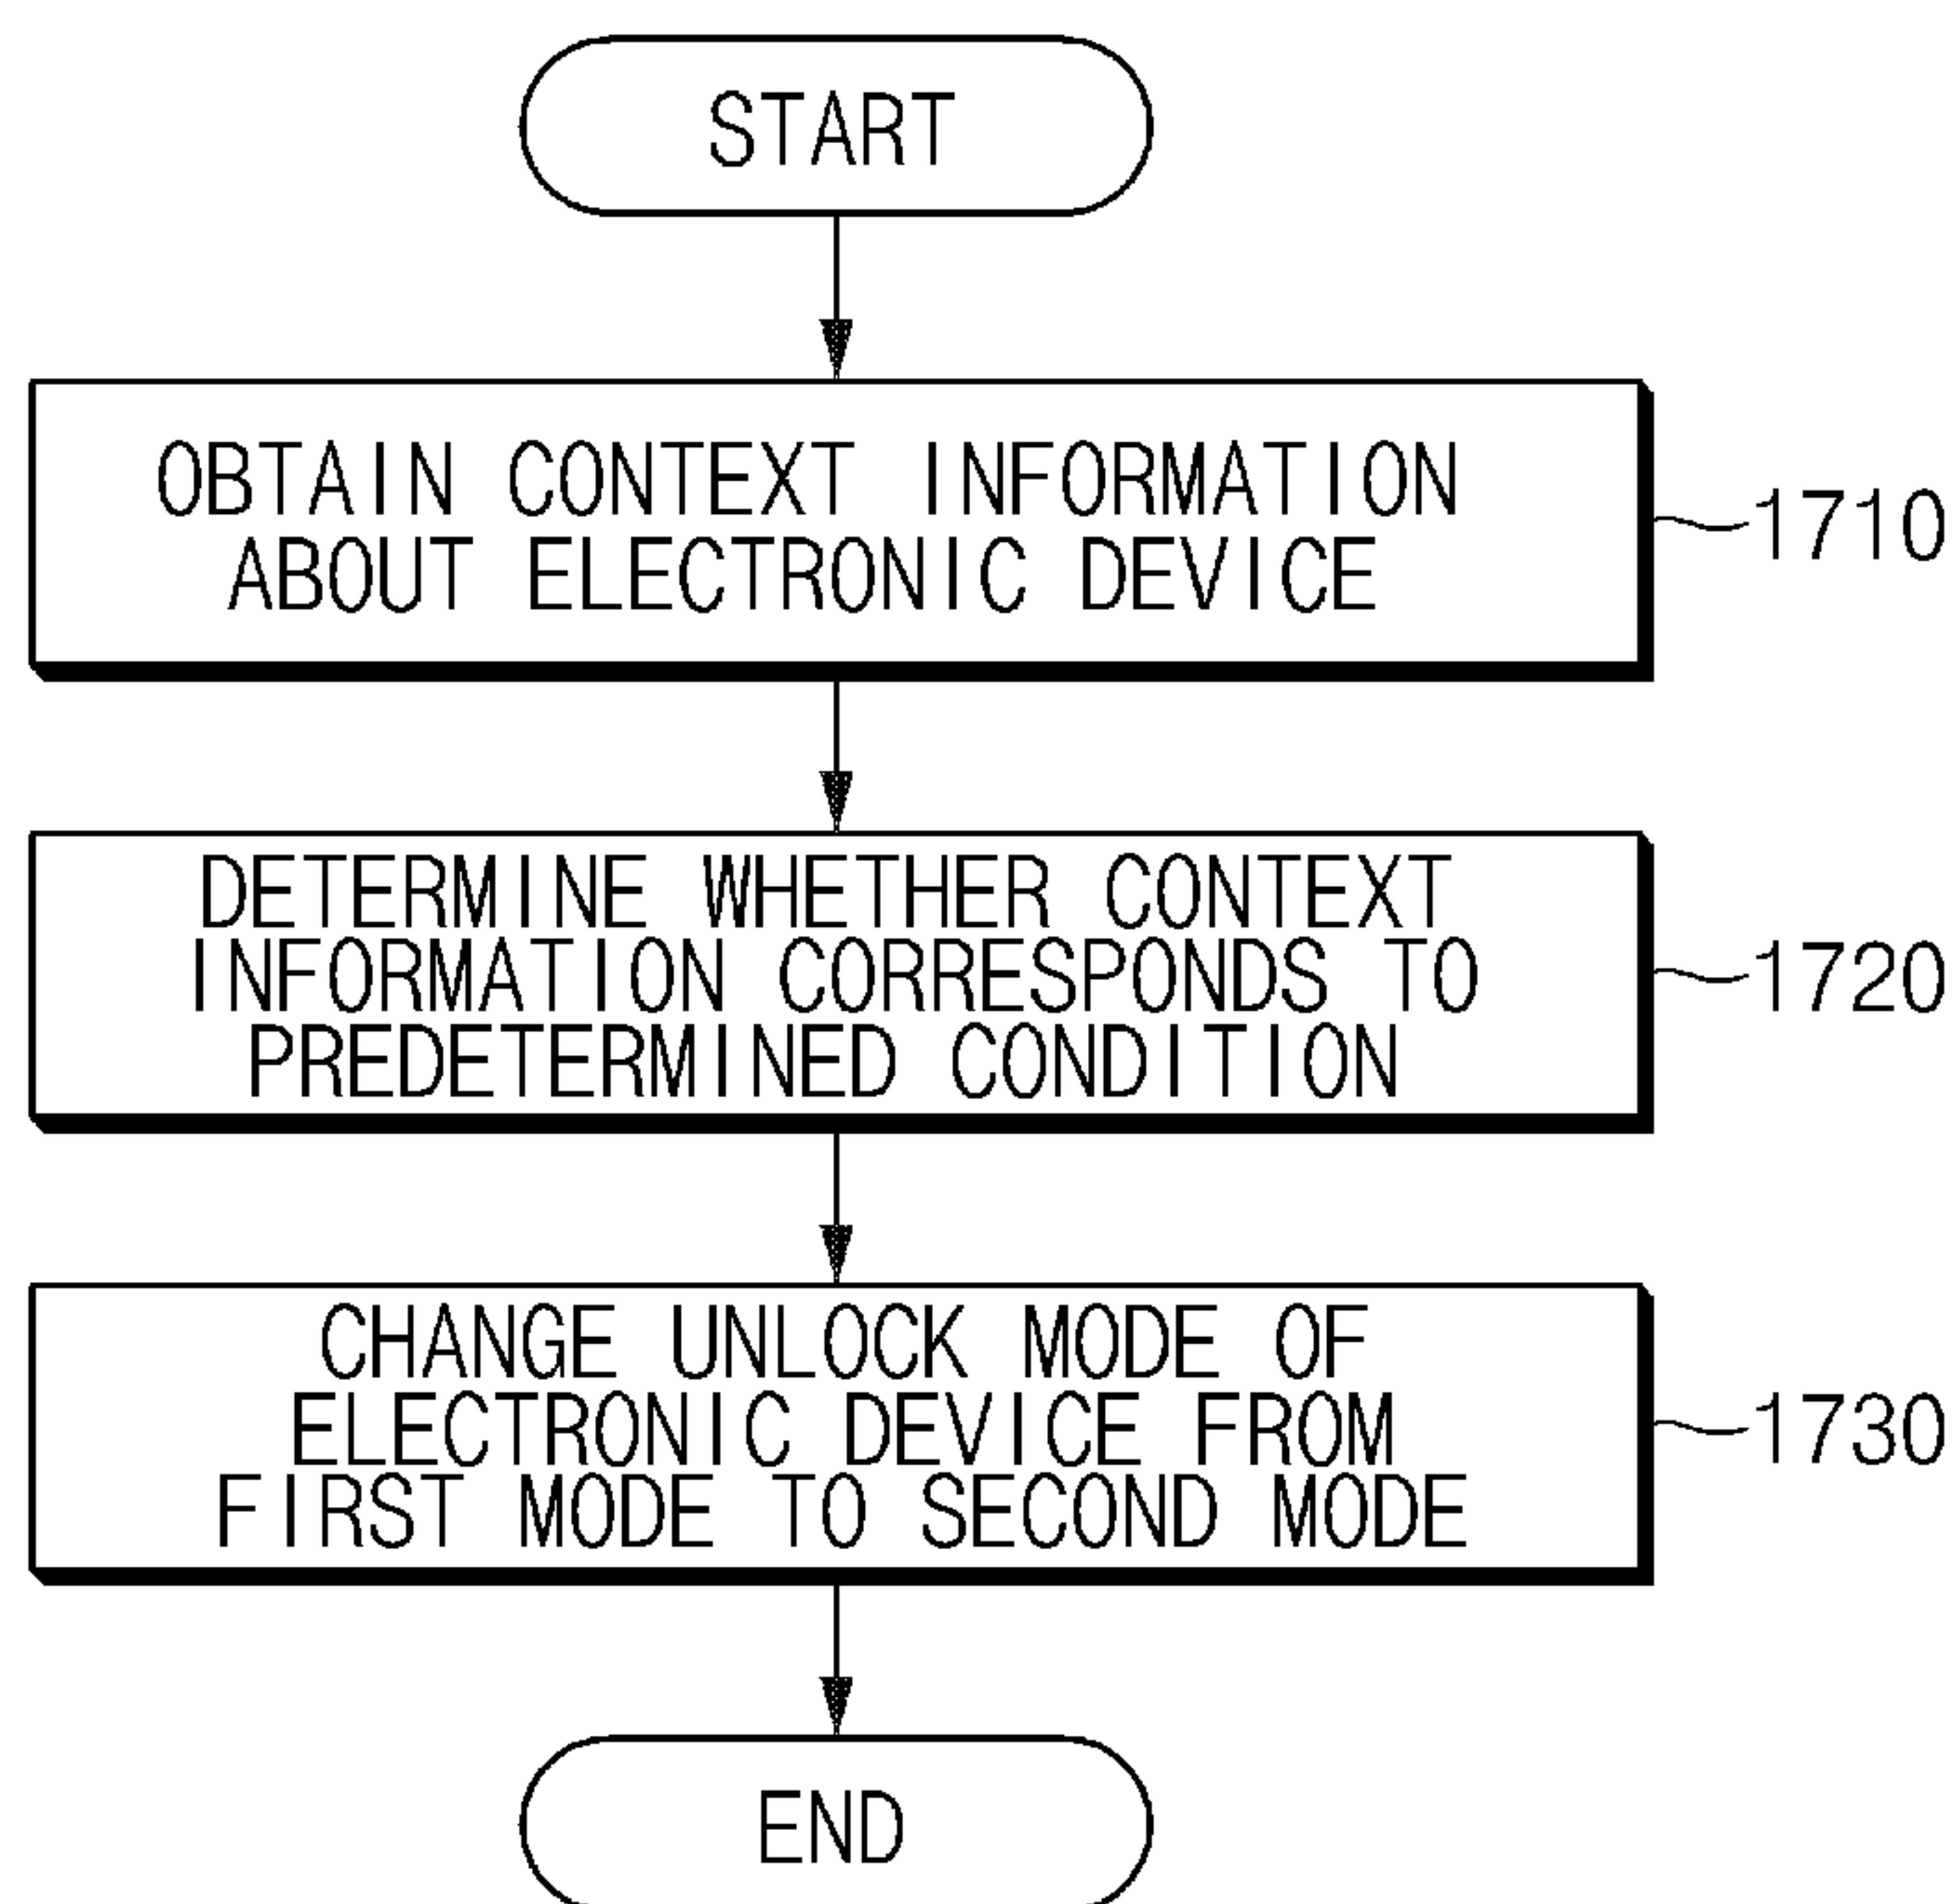 START
OBTAIN CONTEXT INFORMATION
ABOUT ELECTRONIC DEVICE
1710
DETERMINE WHETHER CONTEXT
INFORMATION CORRESPONDS TO
PREDETERMINED CONDITION
1720
CHANGE UNLOCK MODE OF
ELECTRONIC DEVICE FROM
FIRST MODE TO SECOND MODE
1730
END